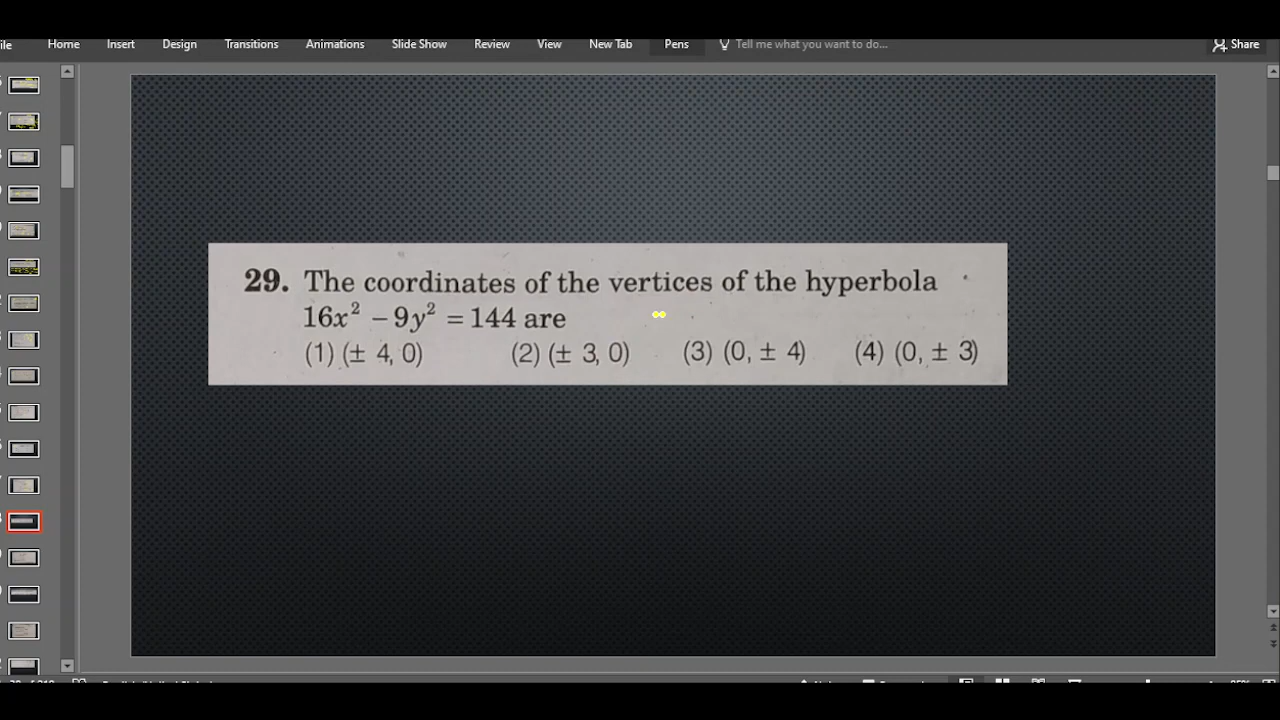 Home Insert Design Transitions Animations Slide Show Review View New Tab Pens Tell me what you want to do... Share
29. The coordinates of the vertices of the hyperbola
16x² − 9y² = 144 are
(1) (± 4, 0) (2) (± 3, 0) (3) (0, ± 4) (4) (0, ± 3)